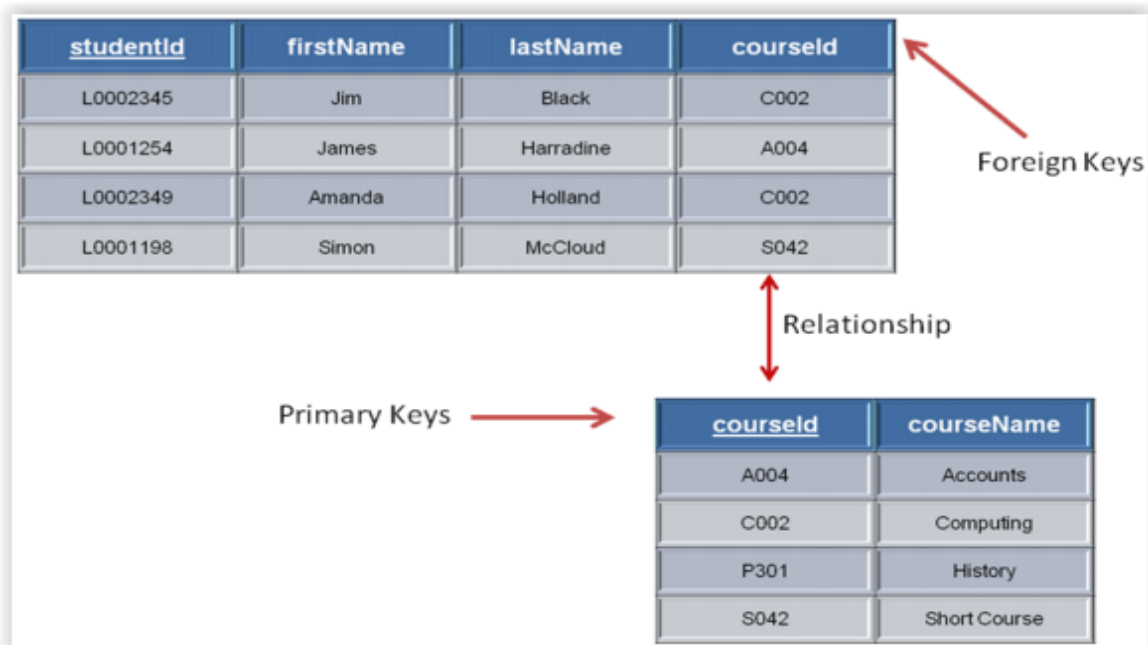 studentId firstName lastName courseId
L0002345 Jim Black C002
L0001254 James Harradine A004
Foreign Keys
L0002349 Amanda Holland C002
L0001198 Simon McCloud S042
Relationship
Primary Keys
courseId courseName
A004 Accounts
C002 Computing
P301 History
S042 Short Course